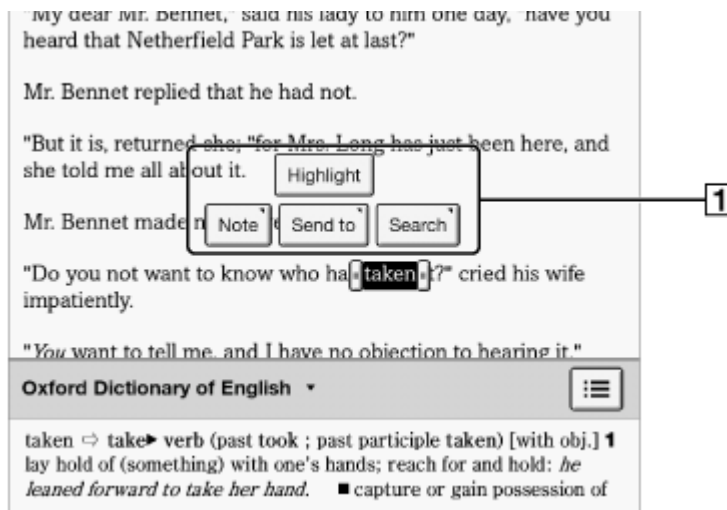 "My dear Mr. Bennet," said his lady to him one day, "have you
heard that Netherfield Park is let at last?"
Mr. Bennet replied that he had not.
"But it is, returned she; "for Mrs. Long has just been here, and
she told me all about it.
Highlight
1
Mr. Bennet made n
Note
Send to
Search
"Do you not want to know who ha taken t?" cried his wife
impatiently.
"You want to tell me, and I have no objection to hearing it."
Oxford Dictionary of English ▾
taken ⇨ take▶ verb (past took ; past participle taken) [with obj.] 1
lay hold of (something) with one's hands; reach for and hold: he
leaned forward to take her hand. ■ capture or gain possession of